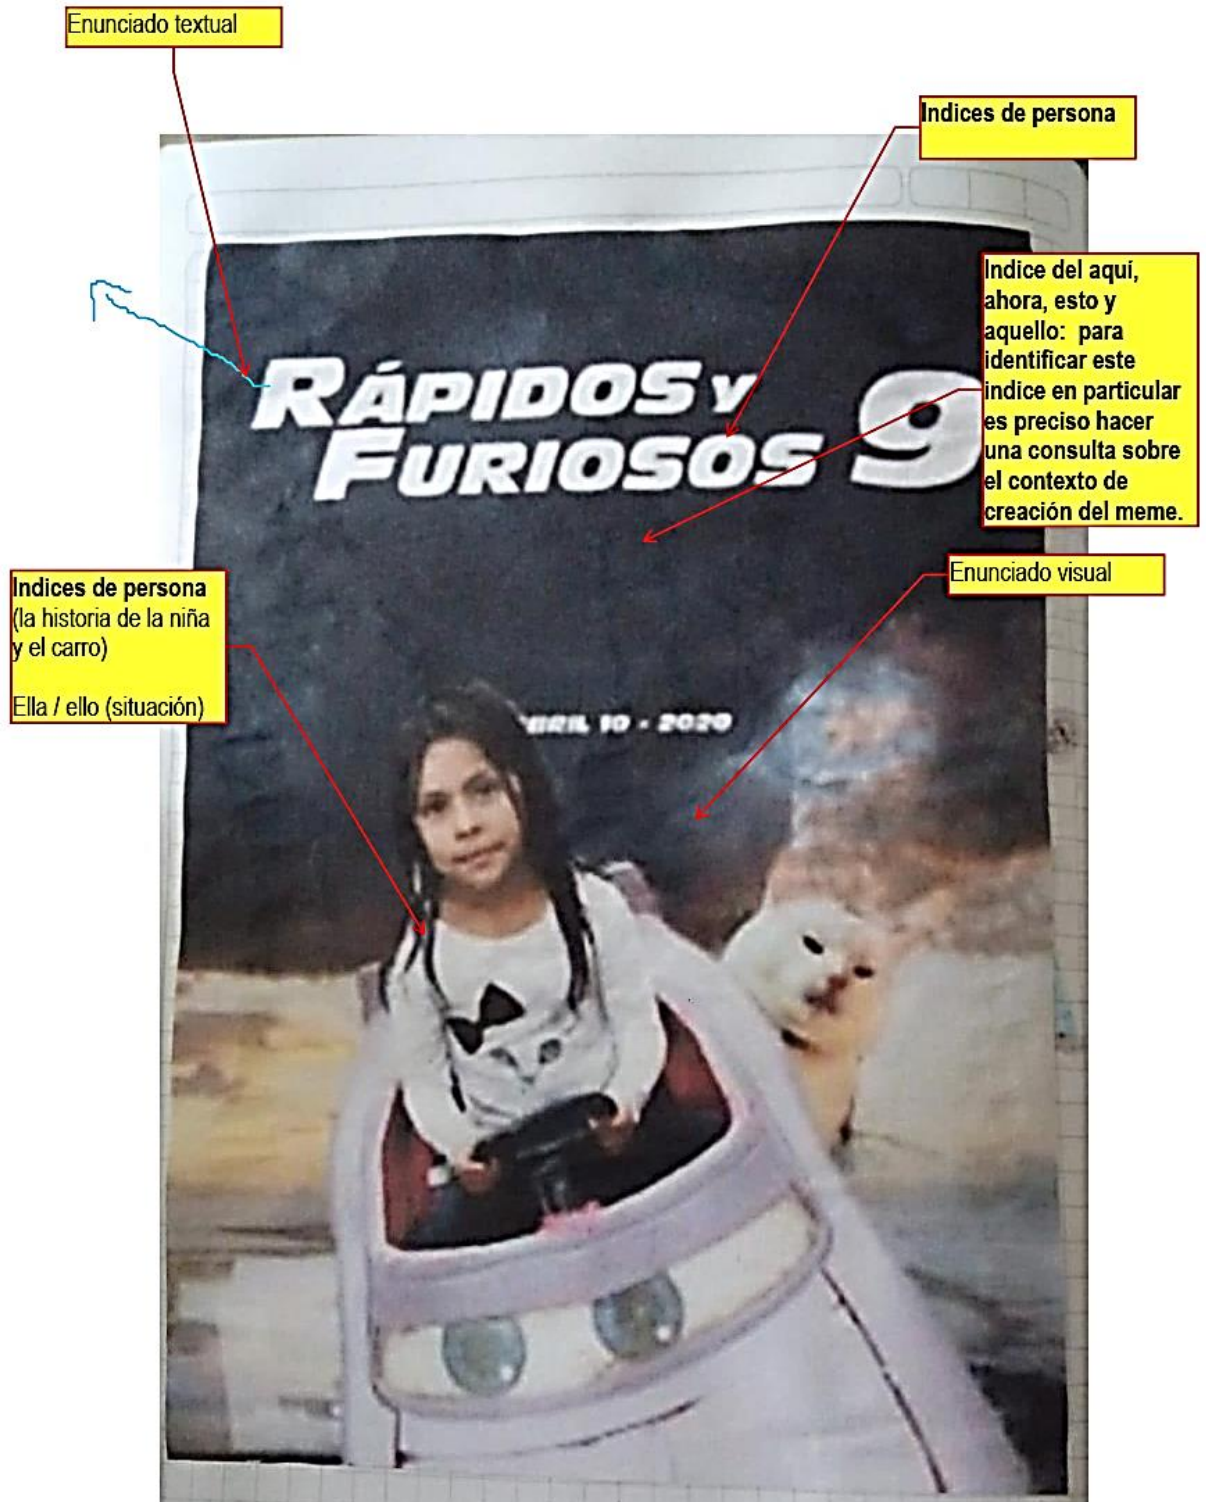 Enunciado textual
Indices de persona
Indice del aquí,
ahora, esto y
aquello: para
identificar este
indice en particular
es preciso hacer
una consulta sobre
el contexto de
creación del meme.
RÁPIDOS Y
FURIOSOS 9
Enunciado visual
Indices de persona
(la historia de la niña
y el carro)
Ella / ello (situación)
10 - 2020